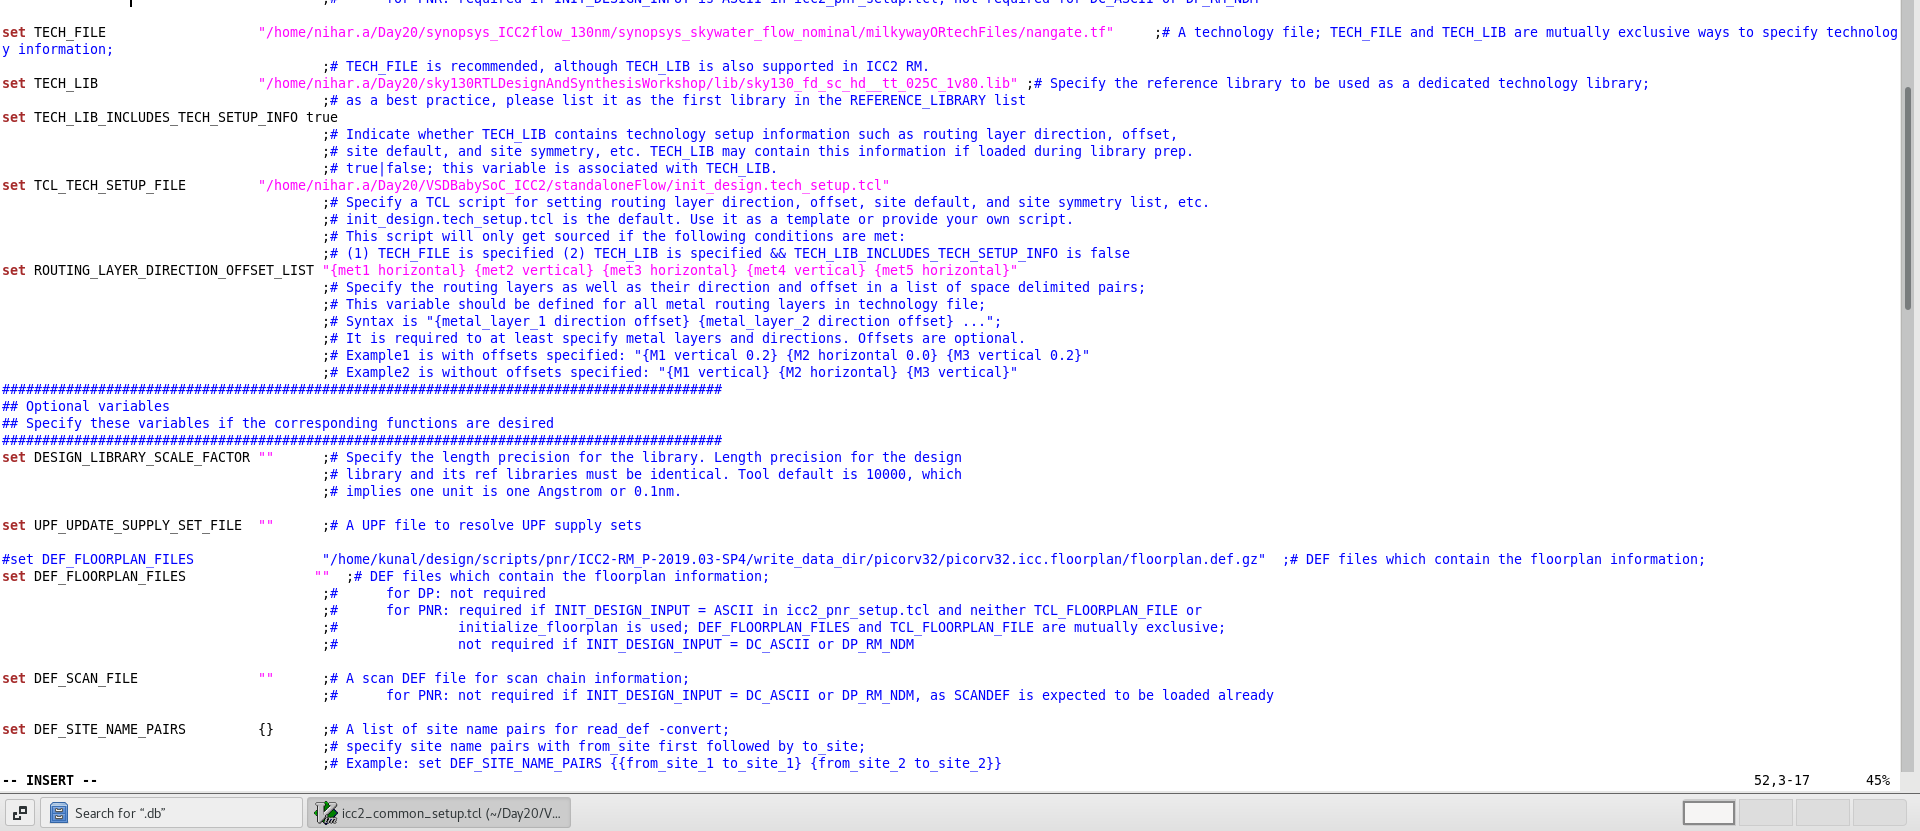 ;#      for PNR: required if INIT_DESIGN_INPUT is ASCII in icc2_pnr_setup.tcl; not required for DC_ASCII or DP_RM_NDM
set TECH_FILE                   "/home/nihar.a/Day20/synopsys_ICC2flow_130nm/synopsys_skywater_flow_nominal/milkywayORtechFiles/nangate.tf"     ;# A technology file; TECH_FILE and TECH_LIB are mutually exclusive ways to specify technolog
y information;
;# TECH_FILE is recommended, although TECH_LIB is also supported in ICC2 RM.
set TECH_LIB                    "/home/nihar.a/Day20/sky130RTLDesignAndSynthesisWorkshop/lib/sky130_fd_sc_hd__tt_025C_1v80.lib" ;# Specify the reference library to be used as a dedicated technology library;
;# as a best practice, please list it as the first library in the REFERENCE_LIBRARY list
set TECH_LIB_INCLUDES_TECH_SETUP_INFO true
;# Indicate whether TECH_LIB contains technology setup information such as routing layer direction, offset,
;# site default, and site symmetry, etc. TECH_LIB may contain this information if loaded during library prep.
;# true|false; this variable is associated with TECH_LIB.
set TCL_TECH_SETUP_FILE         "/home/nihar.a/Day20/VSDBabySoC_ICC2/standaloneFlow/init_design.tech_setup.tcl"
;# Specify a TCL script for setting routing layer direction, offset, site default, and site symmetry list, etc.
;# init_design.tech_setup.tcl is the default. Use it as a template or provide your own script.
;# This script will only get sourced if the following conditions are met:
;# (1) TECH_FILE is specified (2) TECH_LIB is specified && TECH_LIB_INCLUDES_TECH_SETUP_INFO is false
set ROUTING_LAYER_DIRECTION_OFFSET_LIST "{met1 horizontal} {met2 vertical} {met3 horizontal} {met4 vertical} {met5 horizontal}"
;# Specify the routing layers as well as their direction and offset in a list of space delimited pairs;
;# This variable should be defined for all metal routing layers in technology file;
;# Syntax is "{metal_layer_1 direction offset} {metal_layer_2 direction offset} ...";
;# It is required to at least specify metal layers and directions. Offsets are optional.
;# Example1 is with offsets specified: "{M1 vertical 0.2} {M2 horizontal 0.0} {M3 vertical 0.2}"
;# Example2 is without offsets specified: "{M1 vertical} {M2 horizontal} {M3 vertical}"
##########################################################################################
## Optional variables
## Specify these variables if the corresponding functions are desired
##########################################################################################
set DESIGN_LIBRARY_SCALE_FACTOR ""      ;# Specify the length precision for the library. Length precision for the design
;# library and its ref libraries must be identical. Tool default is 10000, which
;# implies one unit is one Angstrom or 0.1nm.
set UPF_UPDATE_SUPPLY_SET_FILE  ""      ;# A UPF file to resolve UPF supply sets
#set DEF_FLOORPLAN_FILES                "/home/kunal/design/scripts/pnr/ICC2-RM_P-2019.03-SP4/write_data_dir/picorv32/picorv32.icc.floorplan/floorplan.def.gz"  ;# DEF files which contain the floorplan information;
set DEF_FLOORPLAN_FILES                ""  ;# DEF files which contain the floorplan information;
;#      for DP: not required
;#      for PNR: required if INIT_DESIGN_INPUT = ASCII in icc2_pnr_setup.tcl and neither TCL_FLOORPLAN_FILE or
;#               initialize_floorplan is used; DEF_FLOORPLAN_FILES and TCL_FLOORPLAN_FILE are mutually exclusive;
;#               not required if INIT_DESIGN_INPUT = DC_ASCII or DP_RM_NDM
set DEF_SCAN_FILE               ""      ;# A scan DEF file for scan chain information;
;#      for PNR: not required if INIT_DESIGN_INPUT = DC_ASCII or DP_RM_NDM, as SCANDEF is expected to be loaded already
set DEF_SITE_NAME_PAIRS         {}      ;# A list of site name pairs for read_def -convert;
;# specify site name pairs with from_site first followed by to_site;
;# Example: set DEF_SITE_NAME_PAIRS {{from_site_1 to_site_1} {from_site_2 to_site_2}}
-- INSERT --                    52,3-17       45%
Search for “.db”
icc2_common_setup.tcl (~/Day20/V...